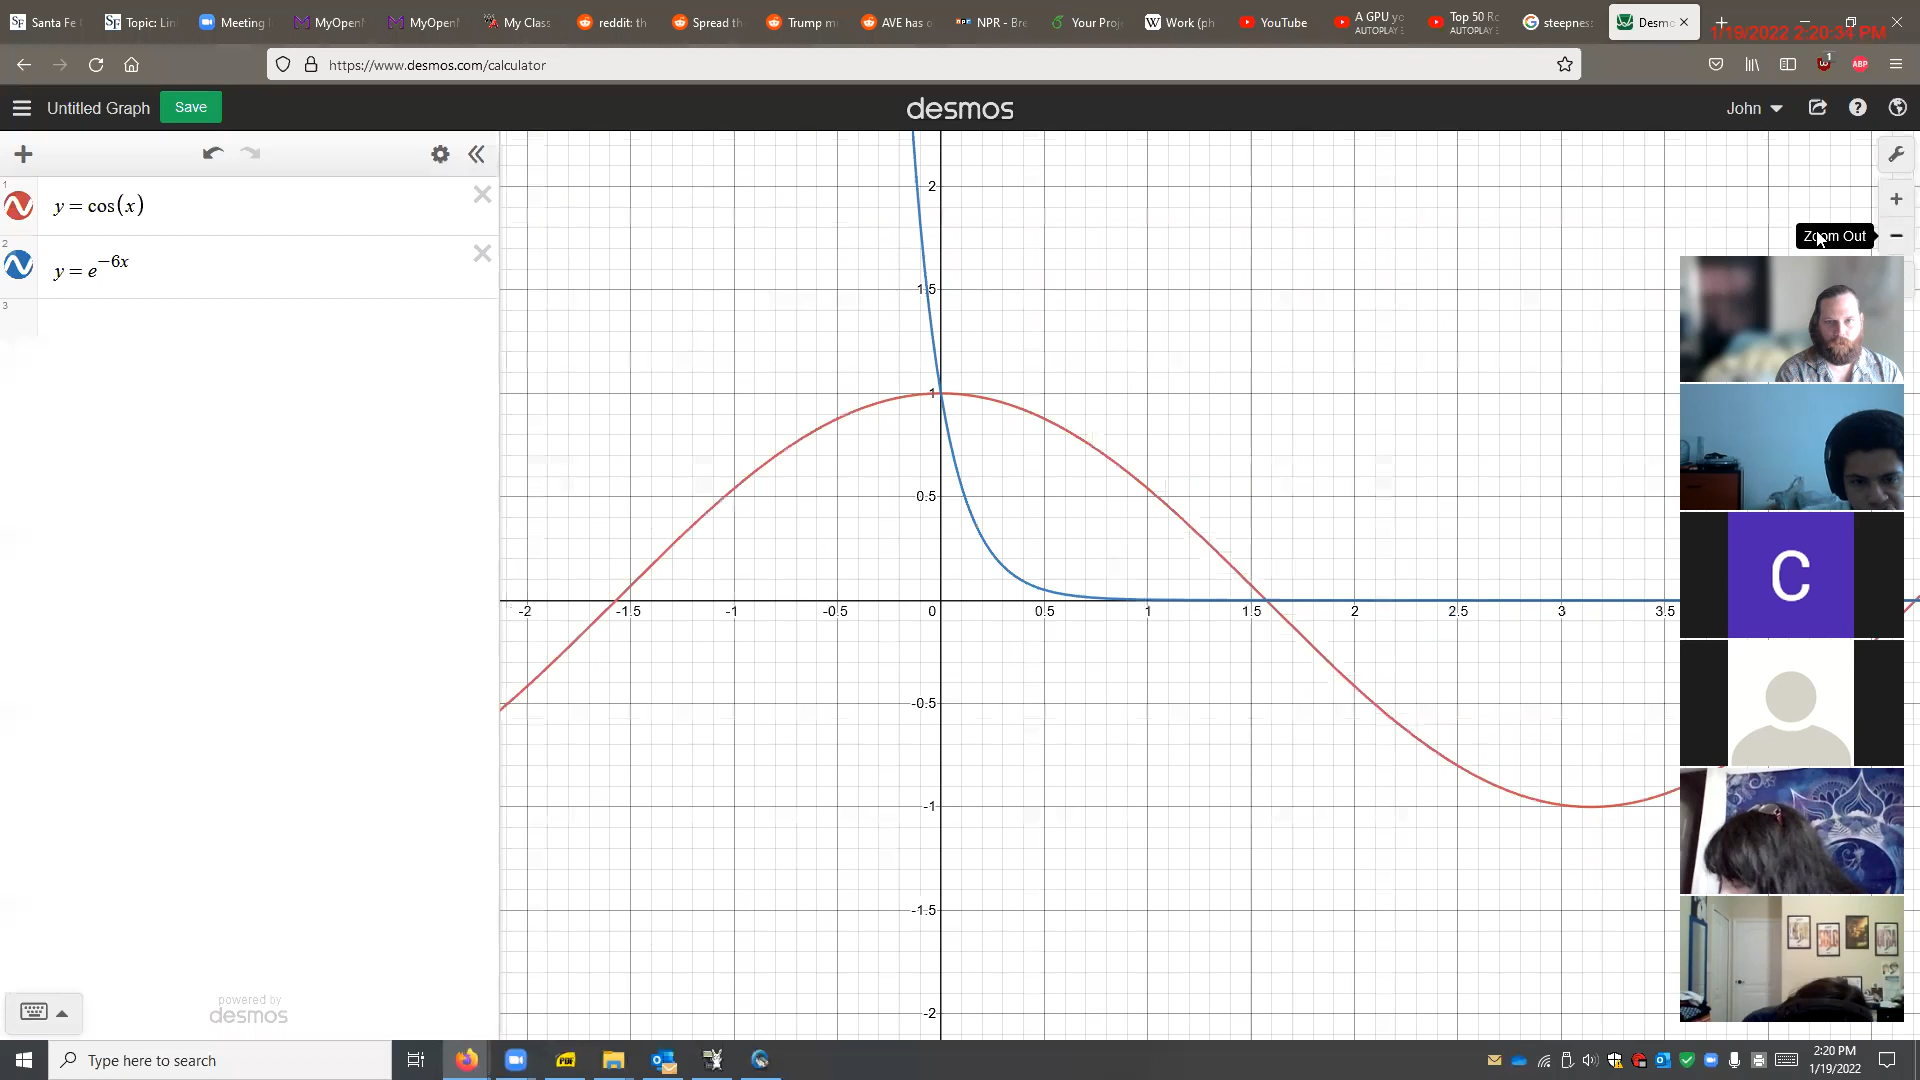 Santa Fe
Topic: Lin
Meeting
MyOpen
MyOpen
My Class
reddit: th
Spread th
Trump m
AVE has o
npr NPR - Bre
Your Proj
W Work (ph
YouTube
A GPU yo
AUTOPLAY
Top 50 Ro
AUTOPLAY
steepnes
Desmo
1/19/2022 2:20:34 PM
https://www.desmos.com/calculator
1
ABP
Untitled Graph
Save
desmos
John
1
y = cos(x)
2
y = e^{-6x}
3
Zoom Out
2
1.5
1
0.5
-2
-1.5
-1
-0.5
0
0.5
1
1.5
2
2.5
3
3.5
-0.5
-1
-1.5
-2
C
powered by
desmos
Type here to search
2:20 PM
1/19/2022